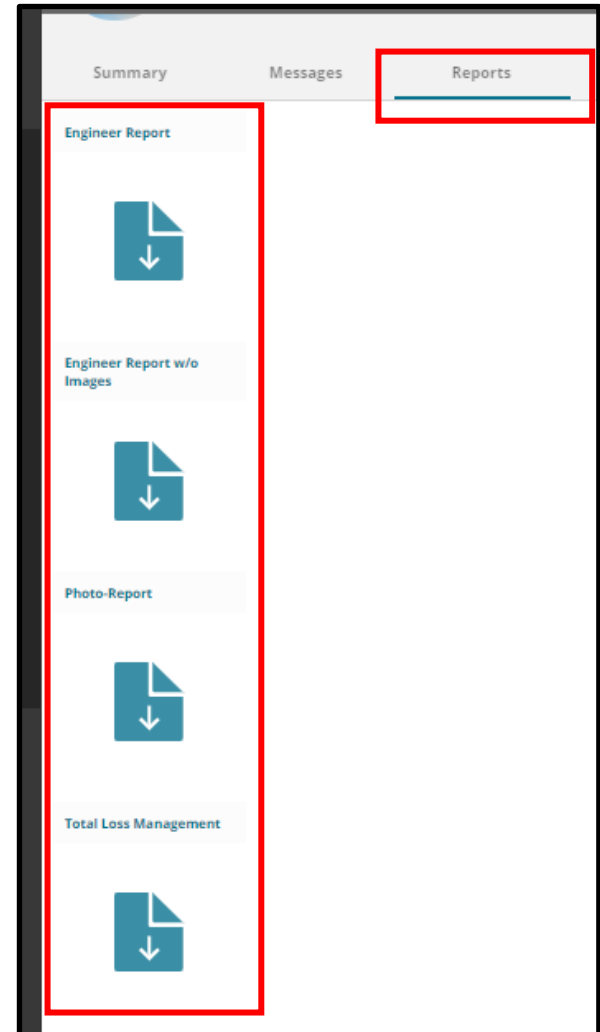 Summary Messages Reports
Engineer Report
Engineer Report w/o
Images
Photo-Report
Total Loss Management